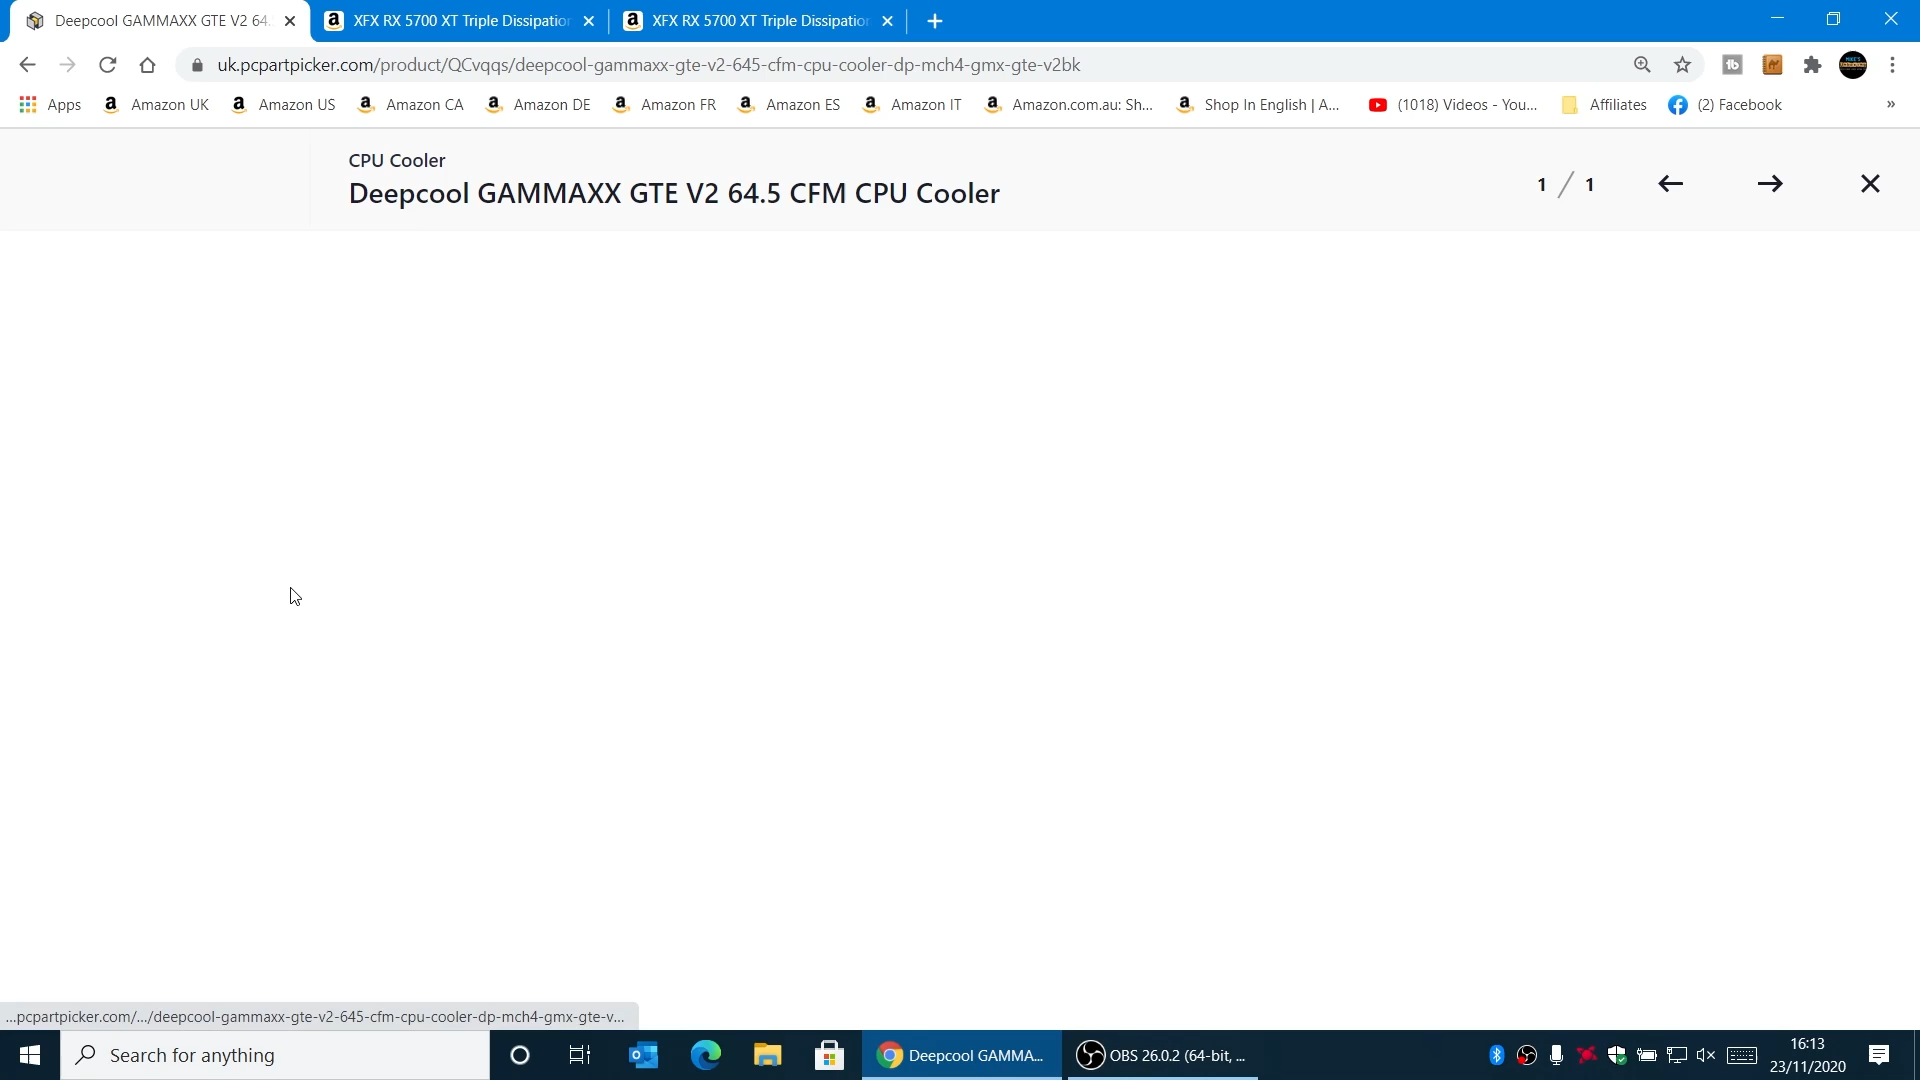 Deepcool GAMMAXX GTE V2 64.
XFX RX 5700 XT Triple Dissipation
XFX RX 5700 XT Triple Dissipation
uk.pcpartpicker.com/product/QCvqqs/deepcool-gammaxx-gte-v2-645-cfm-cpu-cooler-dp-mch4-gmx-gte-v2bk
Apps
Amazon UK
Amazon US
Amazon CA
Amazon DE
Amazon FR
Amazon ES
Amazon IT
Amazon.com.au: Sh...
Shop In English | A...
(1018) Videos - You...
Affiliates
(2) Facebook
»
CPU Cooler
Deepcool GAMMAXX GTE V2 64.5 CFM CPU Cooler
1 / 1
...pcpartpicker.com/.../deepcool-gammaxx-gte-v2-645-cfm-cpu-cooler-dp-mch4-gmx-gte-v...
Search for anything
Deepcool GAMMA...
OBS 26.0.2 (64-bit, ...
16:13
23/11/2020